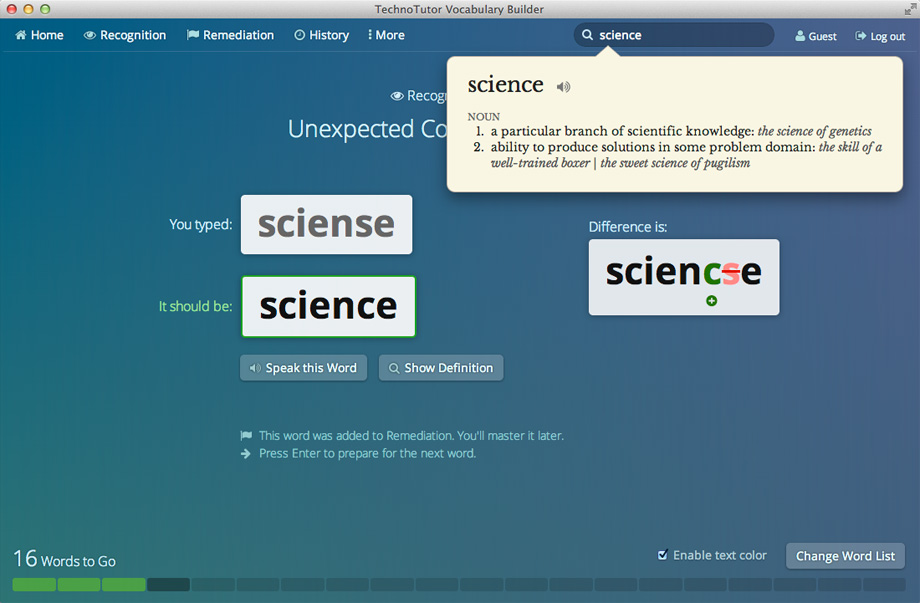 TechnoTutor Vocabulary Builder
Home Recognition Remediation History More science Guest Log out
science
NOUN
1. a particular branch of scientific knowledge: the science of genetics
2. ability to produce solutions in some problem domain: the skill of a
well-trained boxer | the sweet science of pugilism
Unexpected
You typed: sciense
It should be: science
Difference is:
sciencse
Speak this Word Show Definition
This word was added to Remediation. You'll master it later.
Press Enter to prepare for the next word.
16 Words to Go
Enable text color Change Word List